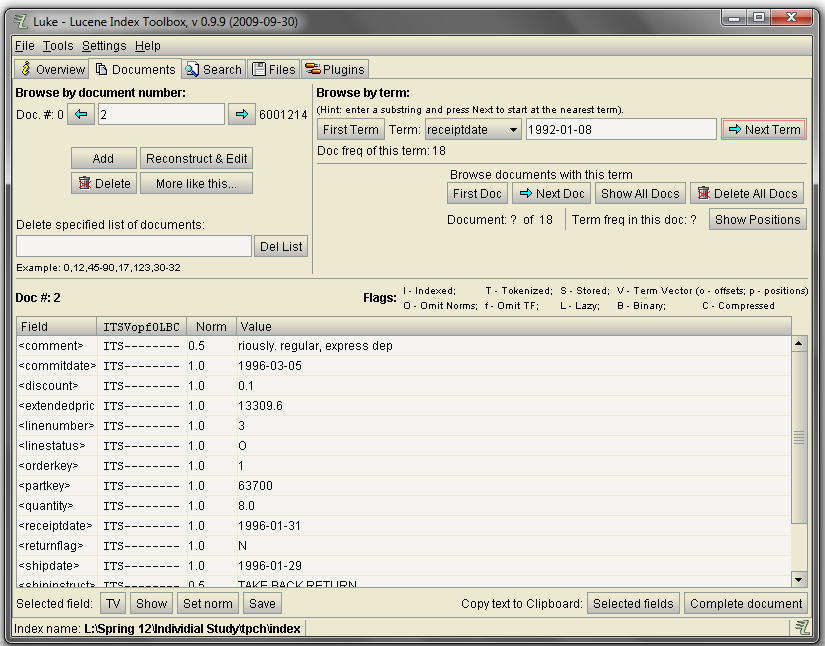 Luke - Lucene Index Toolbox, v 0.9.9 (2009-09-30)
File Tools Settings Help
Overview Documents Search Files Plugins
Browse by document number:
Doc. #: 0 2 6001214
Add Reconstruct & Edit
Delete More like this...
Delete specified list of documents:
Del List
Example: 0,12,45-90,17,123,30-32
Browse by term:
(Hint: enter a substring and press Next to start at the nearest term).
First Term Term: receiptdate 1992-01-08 Next Term
Doc freq of this term: 18
Browse documents with this term
First Doc Next Doc Show All Docs Delete All Docs
Document: ? of 18 Term freq in this doc: ? Show Positions
Doc #: 2
Flags: I - Indexed; T - Tokenized; S - Stored; V - Term Vector (o - offsets; p - positions)
O - Omit Norms; f - Omit TF; L - Lazy; B - Binary; C - Compressed
Field ITSVopfOLBC Norm Value
<comment> ITS-------- 0.5 riously. regular, express dep
<commitdate> ITS-------- 1.0 1996-03-05
<discount> ITS-------- 1.0 0.1
<extendedpric ITS-------- 1.0 13309.6
<linenumber> ITS-------- 1.0 3
<linestatus> ITS-------- 1.0 O
<orderkey> ITS-------- 1.0 1
<partkey> ITS-------- 1.0 63700
<quantity> ITS-------- 1.0 8.0
<receiptdate> ITS-------- 1.0 1996-01-31
<returnflag> ITS-------- 1.0 N
<shipdate> ITS-------- 1.0 1996-01-29
<shipinstruct> ITS-------- 0.5 TAKE BACK RETURN
Selected field: TV Show Set norm Save Copy text to Clipboard: Selected fields Complete document
Index name: L:\Spring 12\Individial Study\tpch\index